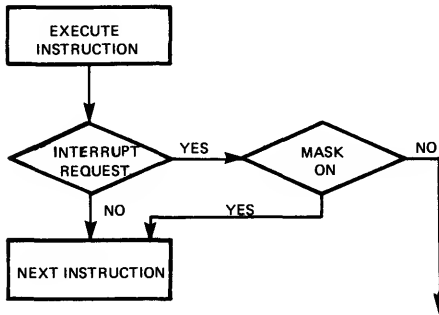 EXECUTE
INSTRUCTION
INTERRUPT
REQUEST
YES
MASK
ON
NO
NO
YES
NEXT INSTRUCTION